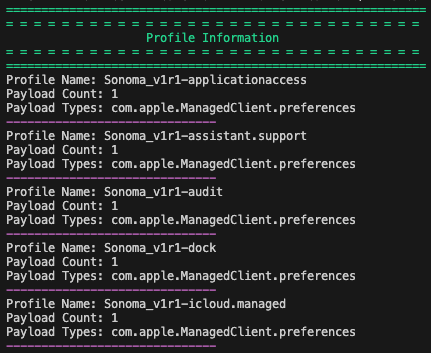 ============================================================
= = = = = = = = = = = = = = = = = = = = = = = = = = = = = =
Profile Information
= = = = = = = = = = = = = = = = = = = = = = = = = = = = = =
============================================================
Profile Name: Sonoma_v1r1-applicationaccess
Payload Count: 1
Payload Types: com.apple.ManagedClient.preferences
------------------------------
Profile Name: Sonoma_v1r1-assistant.support
Payload Count: 1
Payload Types: com.apple.ManagedClient.preferences
------------------------------
Profile Name: Sonoma_v1r1-audit
Payload Count: 1
Payload Types: com.apple.ManagedClient.preferences
------------------------------
Profile Name: Sonoma_v1r1-dock
Payload Count: 1
Payload Types: com.apple.ManagedClient.preferences
------------------------------
Profile Name: Sonoma_v1r1-icloud.managed
Payload Count: 1
Payload Types: com.apple.ManagedClient.preferences
------------------------------